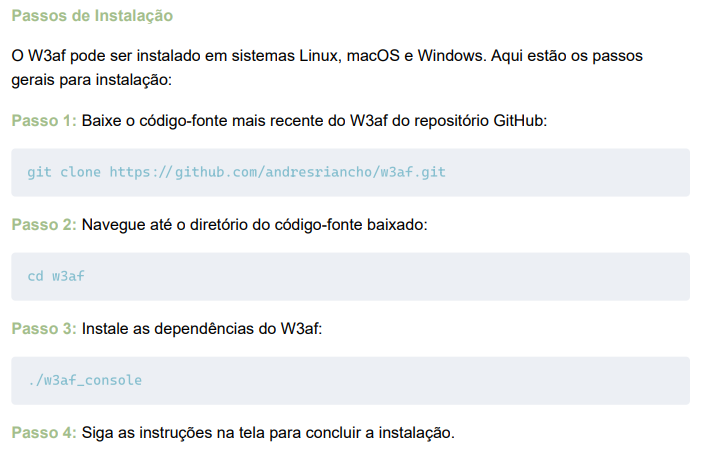 Passos de Instalação
O W3af pode ser instalado em sistemas Linux, macOS e Windows. Aqui estão os passos
gerais para instalação:
Passo 1: Baixe o código-fonte mais recente do W3af do repositório GitHub:
git clone https://github.com/andresriancho/w3af.git
Passo 2: Navegue até o diretório do código-fonte baixado:
cd w3af
Passo 3: Instale as dependências do W3af:
./w3af_console
Passo 4: Siga as instruções na tela para concluir a instalação.